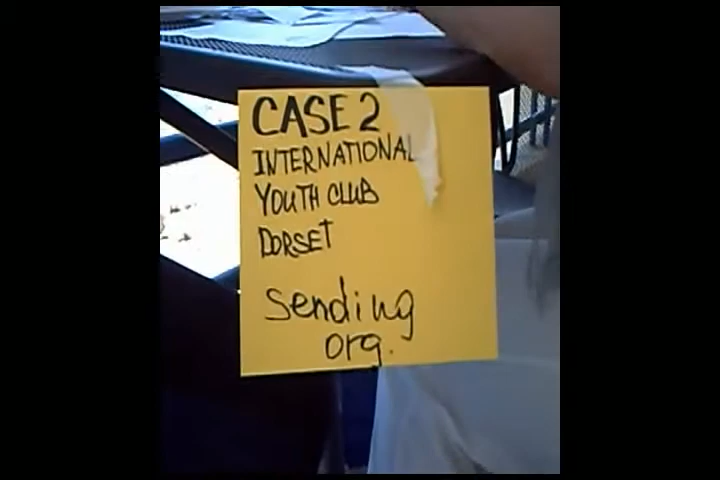 CASE 2
INTERNATIONAL
YOUTH CLUB
DORSET
Sending
org.